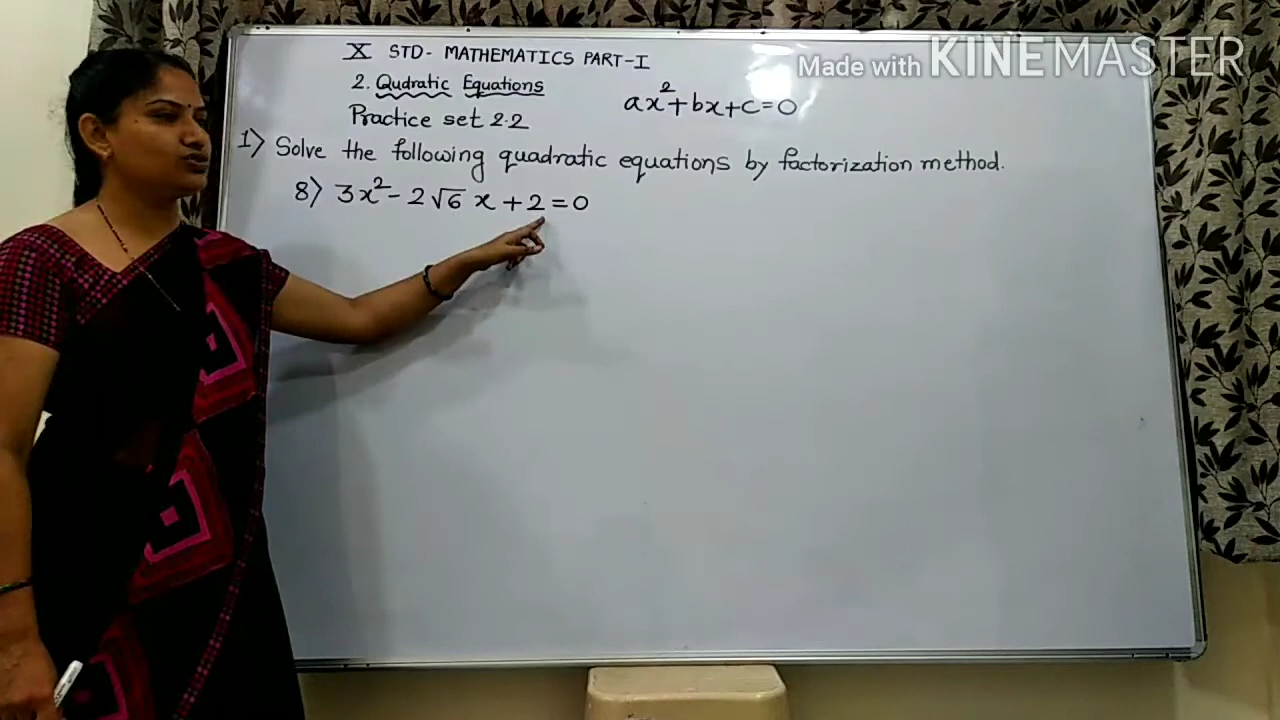 Made with KINEMASTER
X STD- MATHEMATICS PART-I
2. Qudratic Equations
ax²+bx+c=0
Practice set 2.2
1) Solve the following quadratic equations by factorization method.
8) 3x²- 2√6 x +2=0